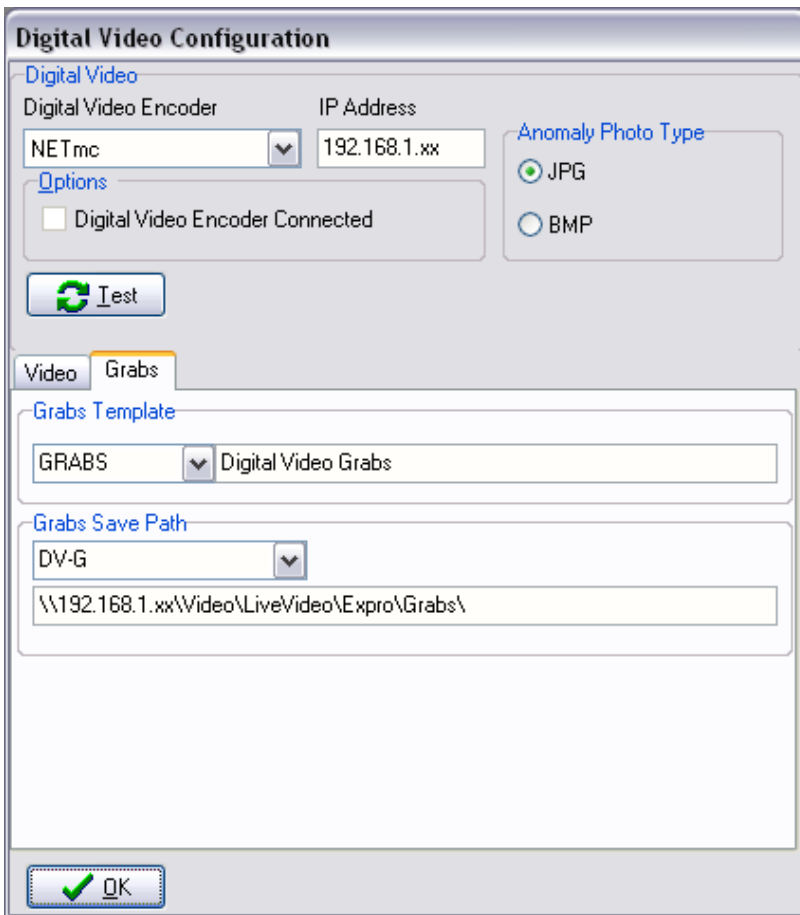 Digital Video Configuration
Digital Video
Digital Video Encoder
IP Address
NETmc
192.168.1.xx
Anomaly Photo Type
JPG
BMP
Options
Digital Video Encoder Connected
Test
Video
Grabs
Grabs Template
GRABS
Digital Video Grabs
Grabs Save Path
DV-G
\\192.168.1.xx\Video\LiveVideo\Expro\Grabs\
OK